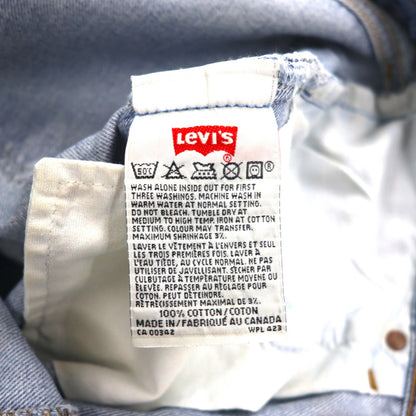 LEVI'S
®
50°C ®
WASH ALONE INSIDE OUT FOR FIRST
THREE WASHINGS. MACHINE WASH IN
WARM WATER AT NORMAL SETTING.
DO NOT BLEACH. TUMBLE DRY AT
MEDIUM TO HIGH TEMP. IRON AT COTTON
SETTING. COLOUR MAY TRANSFER.
MAXIMUM SHRINKAGE 3%.
LAVER LE VÊTEMENT À L'ENVERS ET SEUL
LES TROIS PREMIÈRES FOIS. LAVER À
L'EAU TIÈDE, AU CYCLE NORMAL. NE PAS
UTILISER DE JAVELLISANT. SÉCHER PAR
CULBUTAGE À TEMPÉRATURE MOYENNE OU
ÉLEVÉE. REPASSER AU RÉGLAGE POUR
COTON. PEUT DÉTEINDRE.
RÉTRÉCISSEMENT MAXIMAL DE 3%.
100% COTTON/COTON
MADE IN/FABRIQUÉ AU CANADA
CA 00342 WPL 423